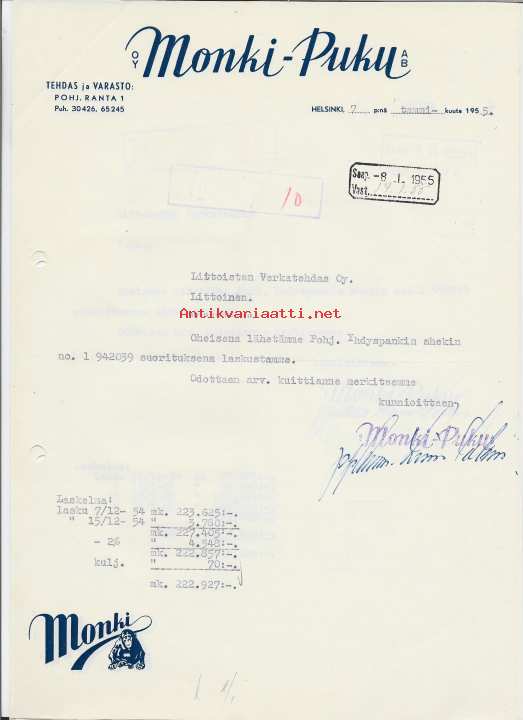 OY Monki-Puku AB
TEHDAS ja VARASTO:
POHJ. RANTA 1
Puh. 30426, 65245
HELSINKI, 7 p:nä tammi- kuuta 1955.
Saap. -8. I. 1955
Vast.
10
Littoisten Verkatehdas Oy.
Littoinen.
Antikvariaatti.net
Oheisena lähetämme Pohj. Yhdyspankin shekin
no. 1 942039 suorituksena laskustamme.
Odottaen arv. kuittianne merkitsemme
kunnioittaen
Monki-Puku
Laskelma:
lasku 7/12- 54 mk. 223.625:-.
" 15/12- 54 " 3.780:-.
mk. 227.405:-.
- 2% " 4.548:-.
mk. 222.857:-.
kulj. " 70:-.
mk. 222.927:-.
Monki